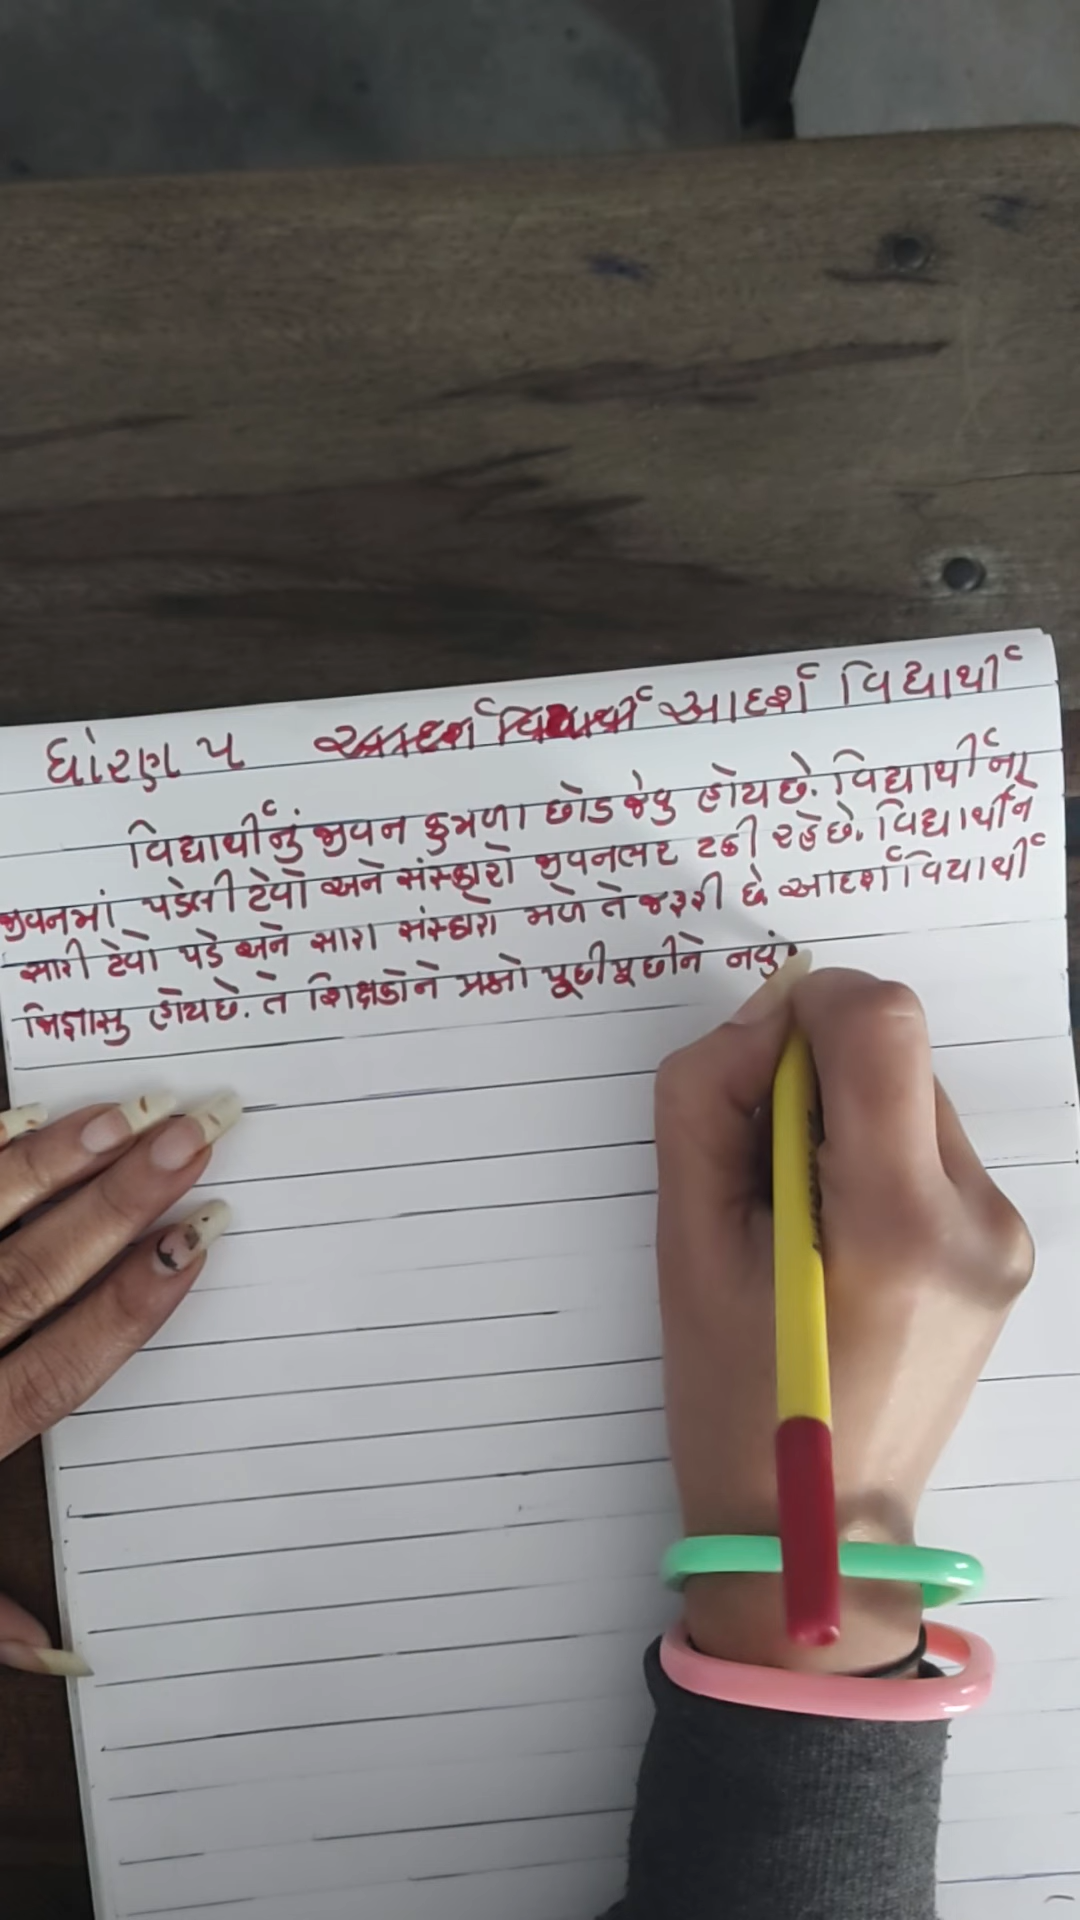 ધોરણ ૫ આદર્શ વિદ્યાર્થી
વિદ્યાર્થીનું જીવન કુમળા છોડ જેવુ હોય છે. વિદ્યાર્થીના
જીવનમાં પડેલી ટેવો અને સંસ્કારો જીવનભર ટકી રહે છે. વિદ્યાર્થીને
સારી ટેવો પડે અને સારા સંસ્કારો મળે તે જરૂરી છે આદર્શ વિદ્યાર્થી
જિજ્ઞાસુ હોય છે. તે શિક્ષકોને પ્રશ્નો પૂછીપૂછીને નવું